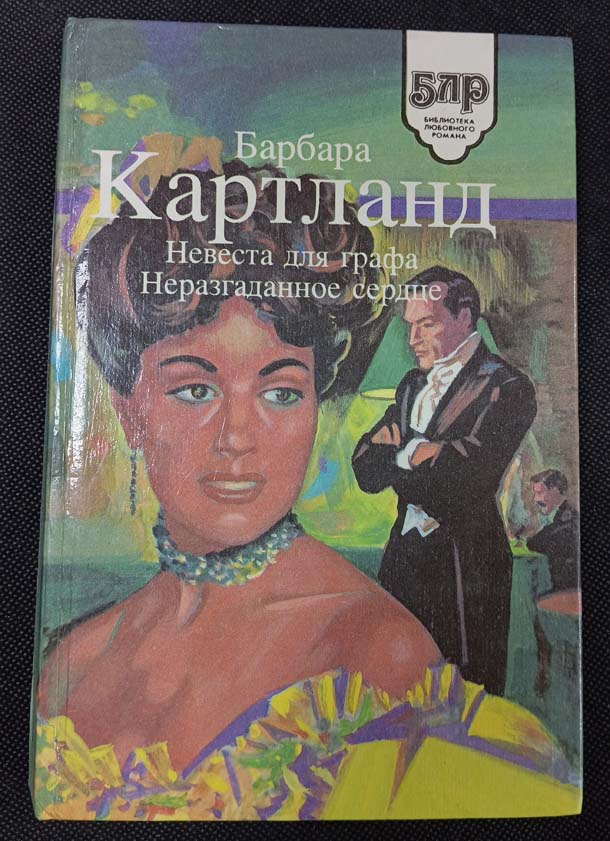 БЛР
БИБЛИОТЕКА
ЛЮБОВНОГО
РОМАНА
Барбара
Картланд
Невеста для графа
Неразгаданное сердце